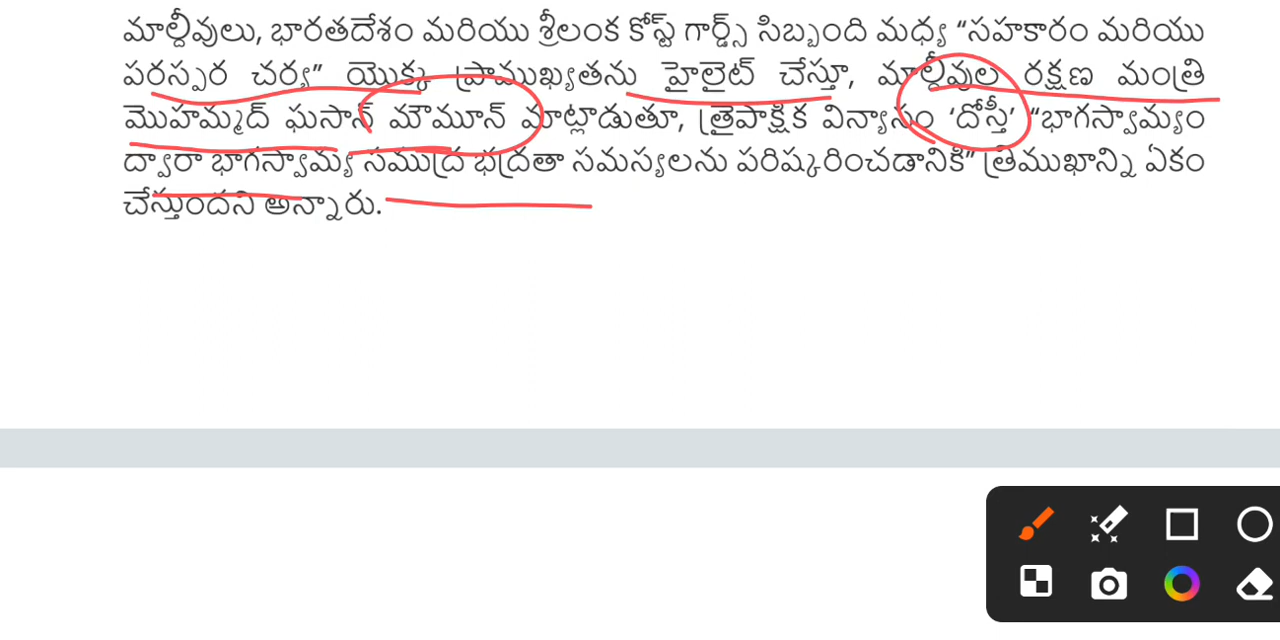 మాల్దీవులు, భారతదేశం మరియు శ్రీలంక కోస్ట్ గార్డ్స్ సిబ్బంది మధ్య “సహకారం మరియు
పరస్పర చర్య” యొక్క ప్రాముఖ్యతను హైలైట్ చేస్తూ, మాల్దీవుల రక్షణ మంత్రి
మొహమ్మద్ ఘసాన్ మౌమూన్ మాట్లాడుతూ, త్రైపాక్షిక విన్యాసం ‘దోస్తీ’ “భాగస్వామ్యం
ద్వారా భాగస్వామ్య సముద్ర భద్రతా సమస్యలను పరిష్కరించడానికి” త్రిముఖాన్ని ఏకం
చేస్తుందని అన్నారు.